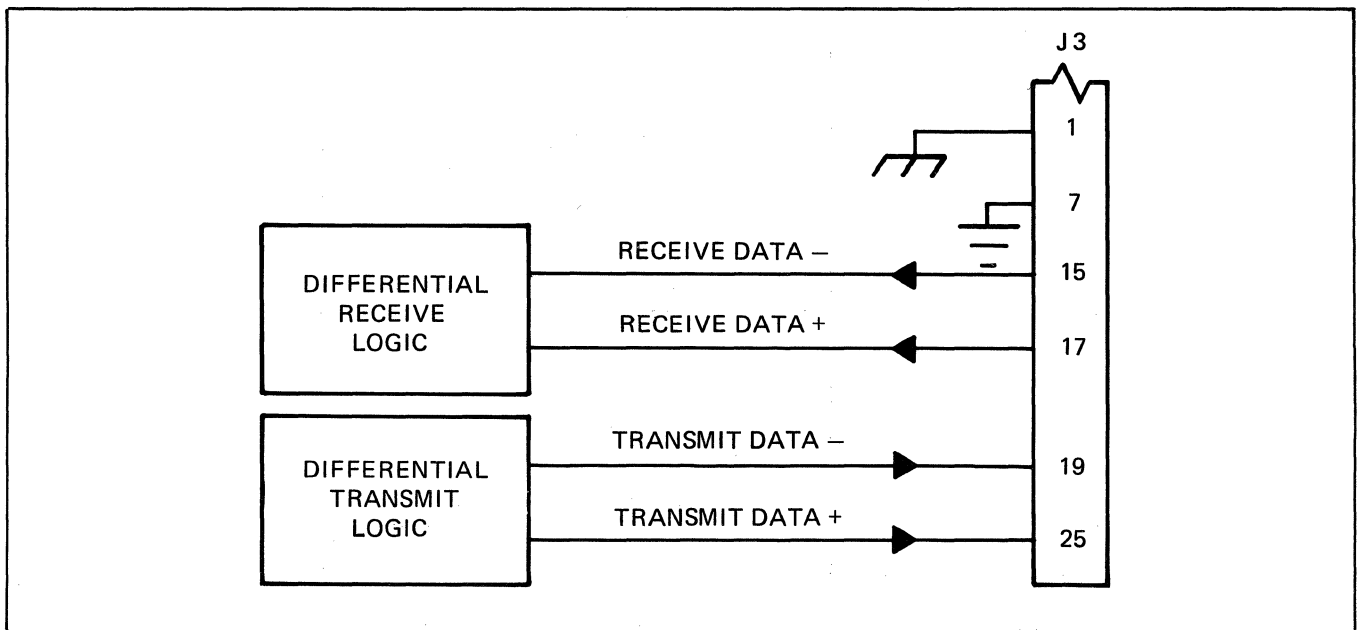 J3
1
7
RECEIVE DATA –
15
DIFFERENTIAL
RECEIVE
LOGIC
RECEIVE DATA +
17
TRANSMIT DATA –
19
DIFFERENTIAL
TRANSMIT
LOGIC
TRANSMIT DATA +
25